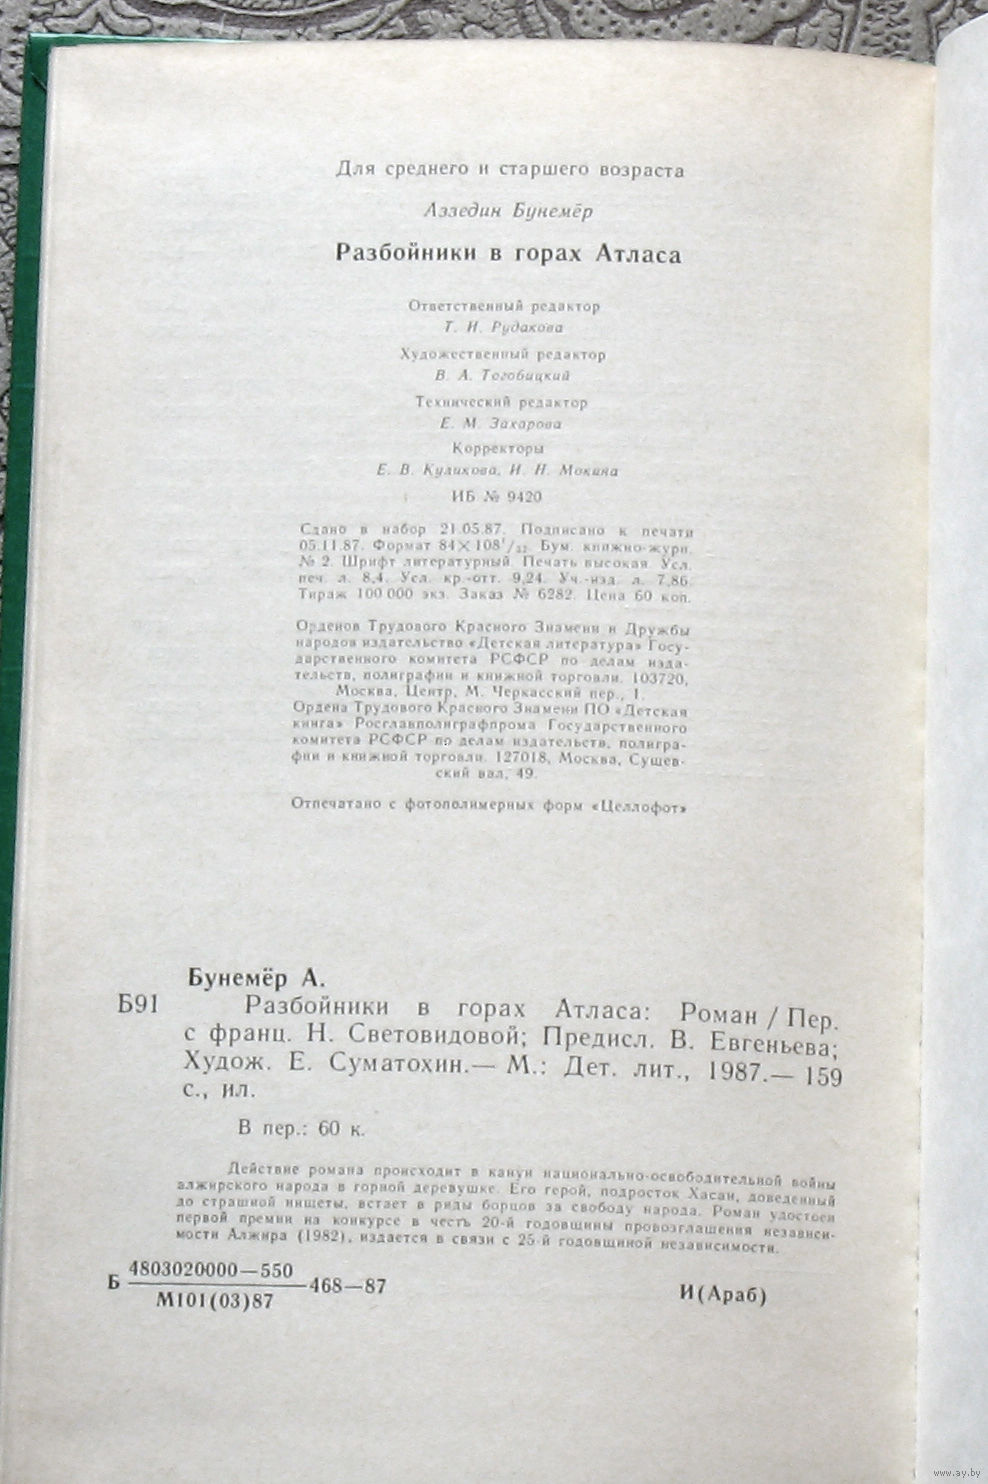 Для среднего и старшего возраста
Аззедин Бунемёр
Разбойники в горах Атласа
Ответственный редактор
Т. И. Рудакова
Художественный редактор
В. А. Тогобицкий
Технический редактор
Е. М. Захарова
Корректоры
Е. В. Куликова, И. Н. Мокина
ИБ № 9420
Сдано в набор 21.05.87. Подписано к печати
05.11.87. Формат 84×108¹/₃₂. Бум. книжно-журн.
№ 2. Шрифт литературный. Печать высокая. Усл.
печ. л. 8,4. Усл. кр.-отт. 9,24. Уч.-изд. л. 7,86.
Тираж 100 000 экз. Заказ № 6282. Цена 60 коп.
Орденов Трудового Красного Знамени и Дружбы
народов издательство «Детская литература» Госу-
дарственного комитета РСФСР по делам изда-
тельств, полиграфии и книжной торговли. 103720,
Москва, Центр, М. Черкасский пер., 1.
Ордена Трудового Красного Знамени ПО «Детская
книга» Росглавполиграфпрома Государственного
комитета РСФСР по делам издательств, полигра-
фии и книжной торговли. 127018, Москва, Сущев-
ский вал, 49.
Отпечатано с фотополимерных форм «Целлофот»
Бунемёр А.
Б91 Разбойники в горах Атласа: Роман / Пер.
с франц. Н. Световидовой; Предисл. В. Евгеньева;
Худож. Е. Суматохин.— М.: Дет. лит., 1987.— 159
с., ил.
В пер.: 60 к.
Действие романа происходит в канун национально-освободительной войны
алжирского народа в горной деревушке. Его герой, подросток Хасан, доведенный
до страшной нищеты, встает в ряды борцов за свободу народа. Роман удостоен
первой премии на конкурсе в честь 20-й годовщины провозглашения независи-
мости Алжира (1982), издается в связи с 25-й годовщиной независимости.
Б 4803020000—550 468—87
М101(03)87
И(Араб)
www.ay.by